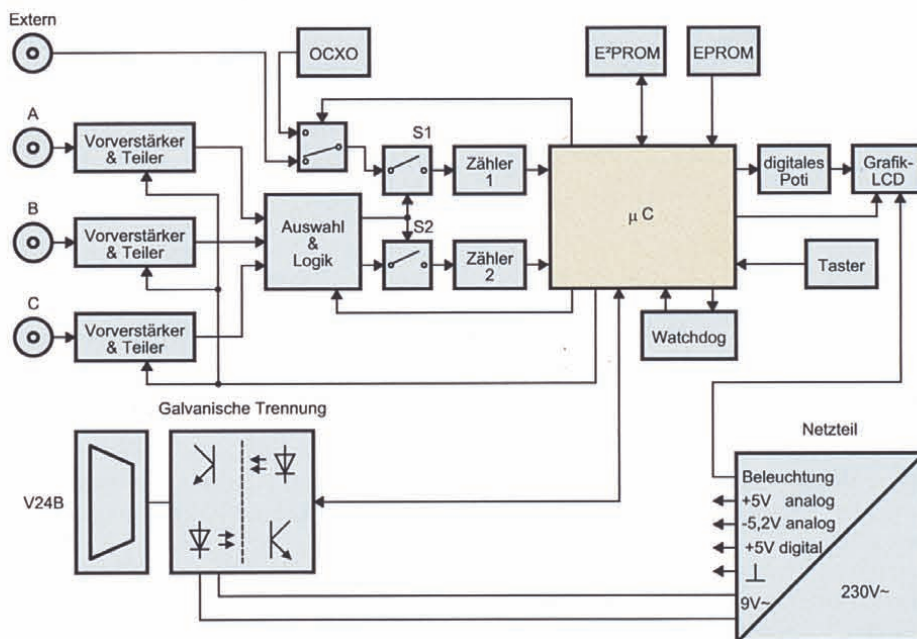 Extern
OCXO
E²PROM
EPROM
A
Vorverstärker
& Teiler
S1
Zähler
1
digitales
Poti
Grafik-
LCD
µ C
B
Vorverstärker
& Teiler
Auswahl
&
Logik
S2
Zähler
2
Taster
C
Vorverstärker
& Teiler
Watchdog
Galvanische Trennung
Netzteil
V24B
Beleuchtung
+5V analog
-5,2V analog
+5V digital
9V~
230V~